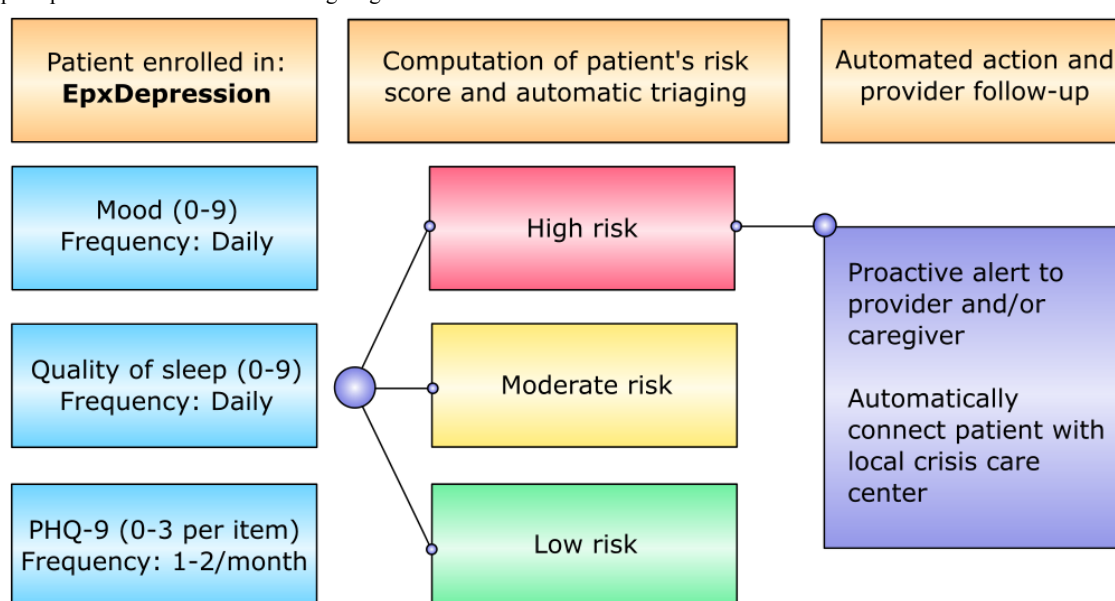 Patient enrolled in:
EpxDepression
Computation of patient's risk
score and automatic triaging
Automated action and
provider follow-up
Mood (0-9)
Frequency: Daily
Quality of sleep (0-9)
Frequency: Daily
PHQ-9 (0-3 per item)
Frequency: 1-2/month
High risk
Moderate risk
Low risk
Proactive alert to
provider and/or
caregiver
Automatically
connect patient with
local crisis care
center